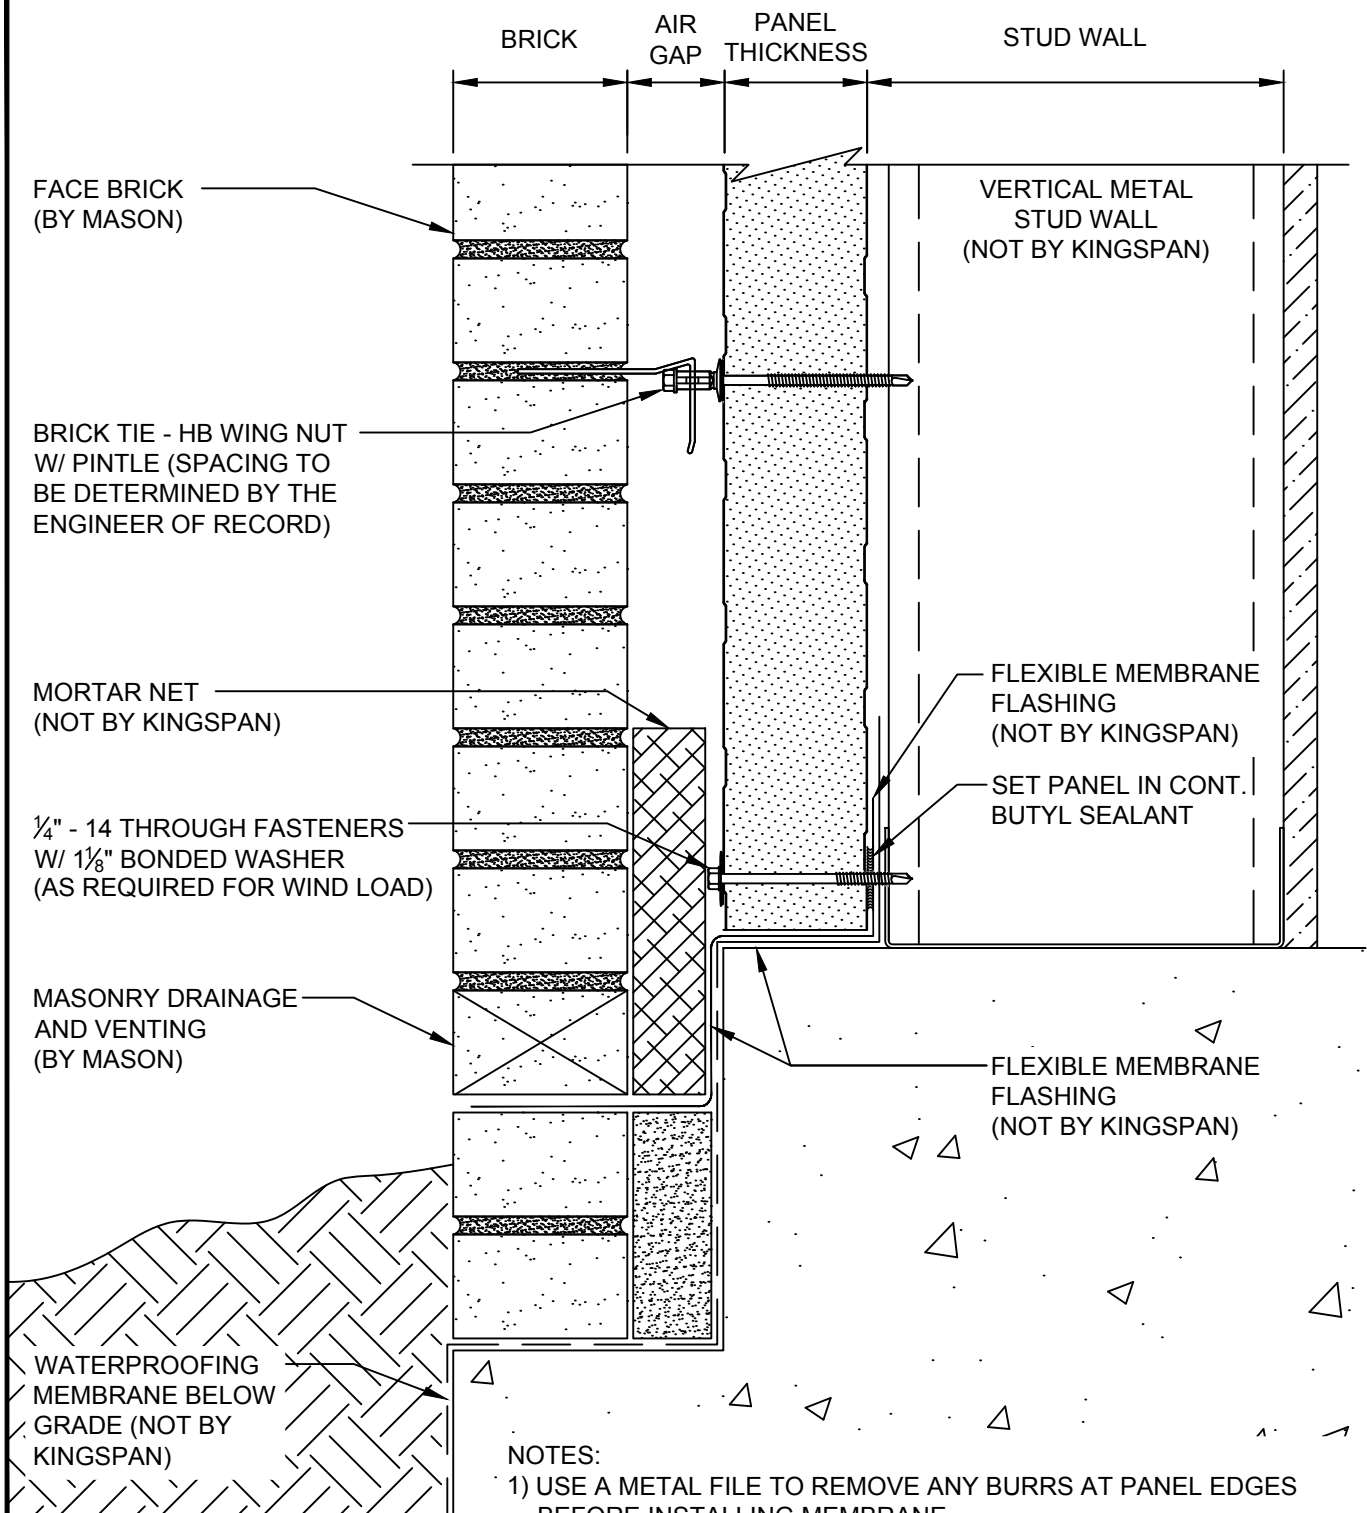 BRICK
AIR
GAP
PANEL
THICKNESS
STUD WALL
FACE BRICK
(BY MASON)
VERTICAL METAL
STUD WALL
(NOT BY KINGSPAN)
BRICK TIE - HB WING NUT
W/ PINTLE (SPACING TO
BE DETERMINED BY THE
ENGINEER OF RECORD)
MORTAR NET
(NOT BY KINGSPAN)
FLEXIBLE MEMBRANE
FLASHING
(NOT BY KINGSPAN)
SET PANEL IN CONT.
BUTYL SEALANT
¼" - 14 THROUGH FASTENERS
W/ 1⅛" BONDED WASHER
(AS REQUIRED FOR WIND LOAD)
MASONRY DRAINAGE
AND VENTING
(BY MASON)
FLEXIBLE MEMBRANE
FLASHING
(NOT BY KINGSPAN)
WATERPROOFING
MEMBRANE BELOW
GRADE (NOT BY
KINGSPAN)
NOTES:
1) USE A METAL FILE TO REMOVE ANY BURRS AT PANEL EDGES
BEFORE INSTALLING MEMBRANE